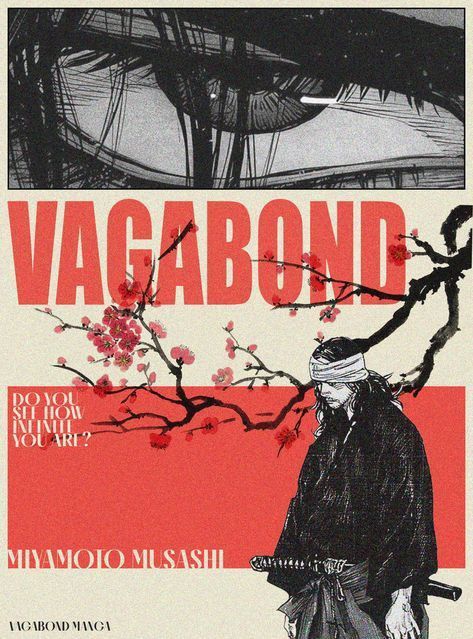 VAGABOND
DO YOU
SEE HOW
INFINITE
YOU ARE?
MIYAMOTO MUSASHI
VAGABOND MANGA